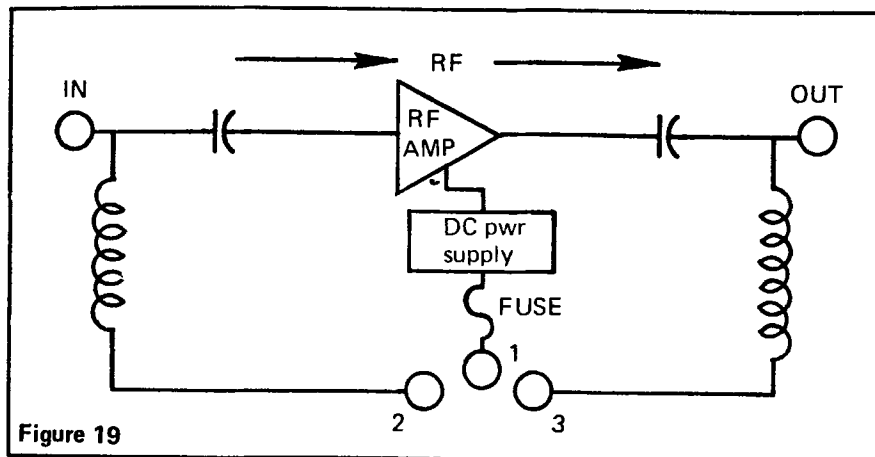 RF
IN
OUT
RF
AMP
DC pwr
supply
FUSE
1
2
3
Figure 19